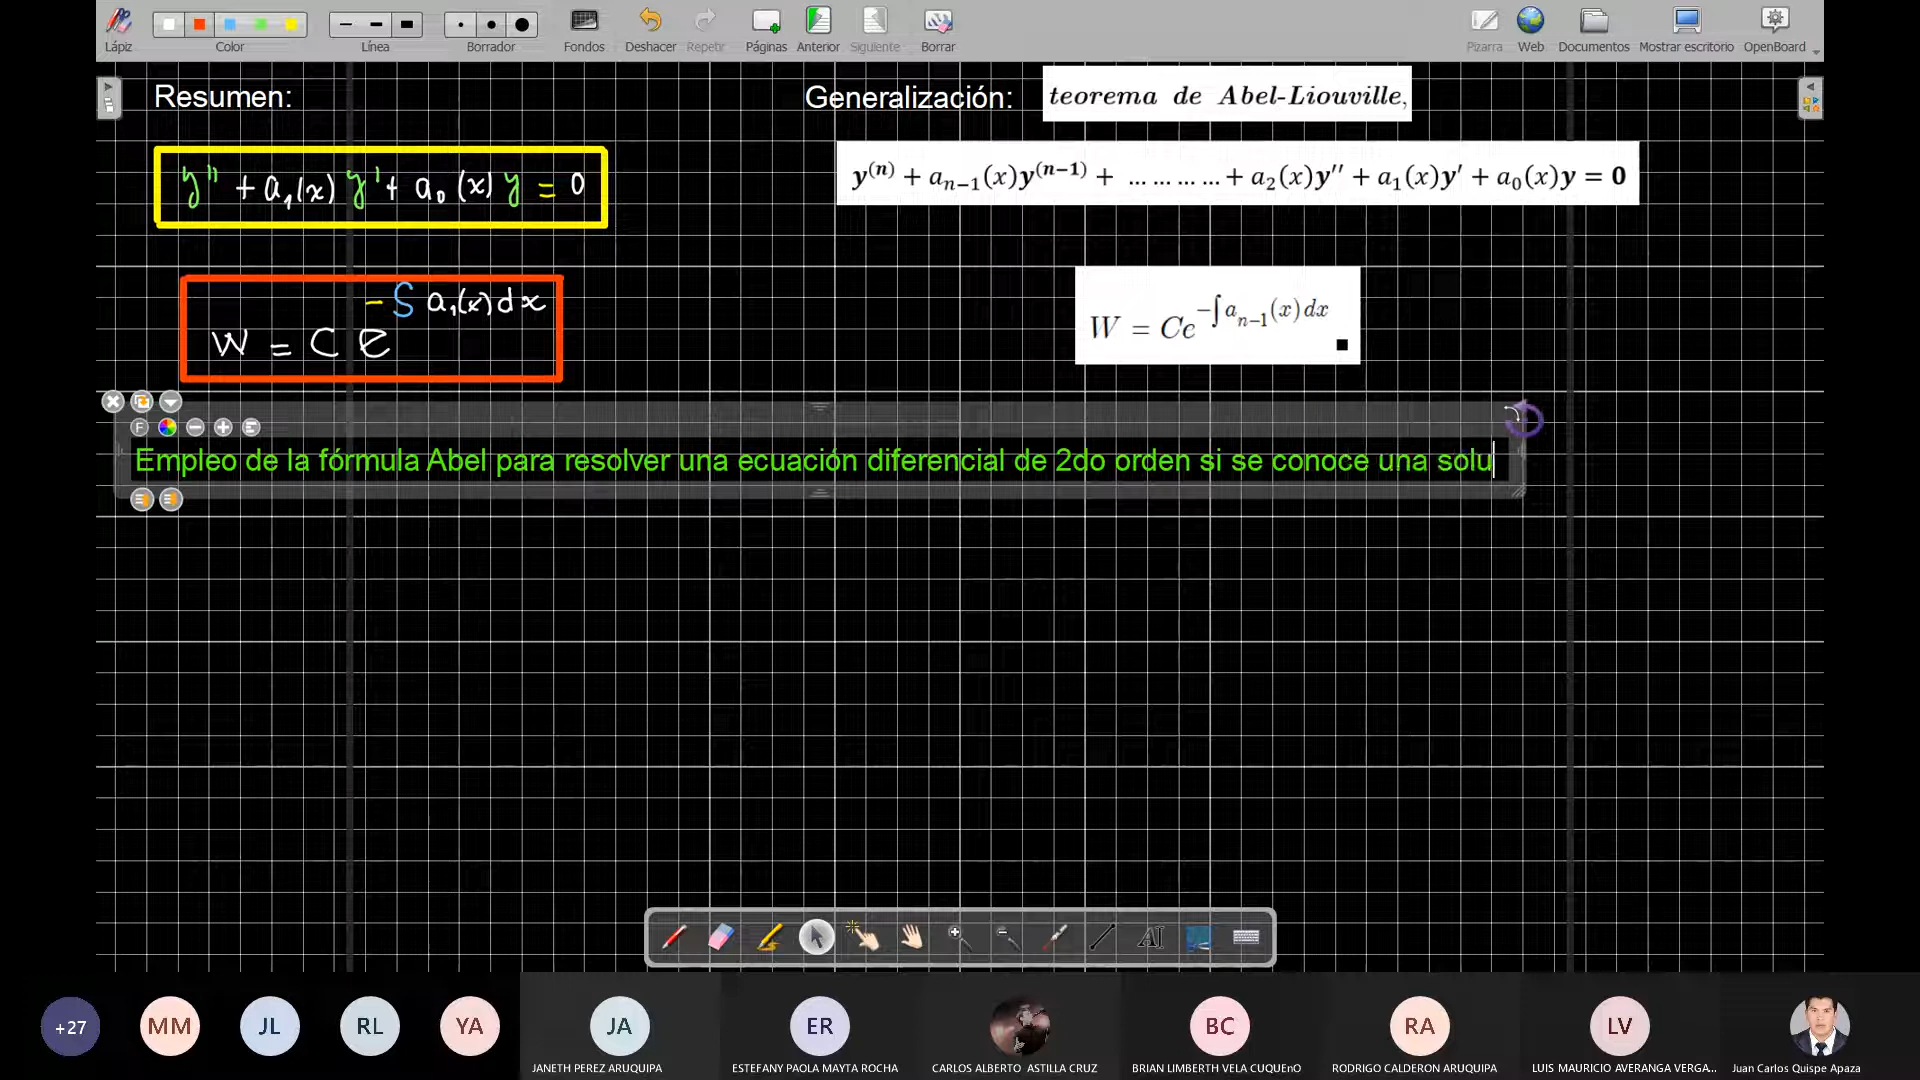 Lápiz Color Línea Borrador Fondos Deshacer Repetir Páginas Anterior Siguiente Borrar Pizarra Web Documentos Mostrar escritorio OpenBoard
Resumen:
Generalización:
teorema de Abel-Liouville,
y'' + a₁(x) y' + a₀(x) y = 0
y⁽ⁿ⁾ + aₙ₋₁(x)y⁽ⁿ⁻¹⁾ + ... ... ... ... + a₂(x)y'' + a₁(x)y' + a₀(x)y = 0
W = C e^{-∫ a₁(x) dx}
W = Ce^{-∫ aₙ₋₁(x) dx}
F
Empleo de la fórmula Abel para resolver una ecuación diferencial de 2do orden si se conoce una solu
+27 MM JL RL YA JA ER BC RA LV
JANETH PEREZ ARUQUIPA
ESTEFANY PAOLA MAYTA ROCHA
CARLOS ALBERTO ASTILLA CRUZ
BRIAN LIMBERTH VELA CUQUEnO
RODRIGO CALDERON ARUQUIPA
LUIS MAURICIO AVERANGA VERGA...
Juan Carlos Quispe Apaza